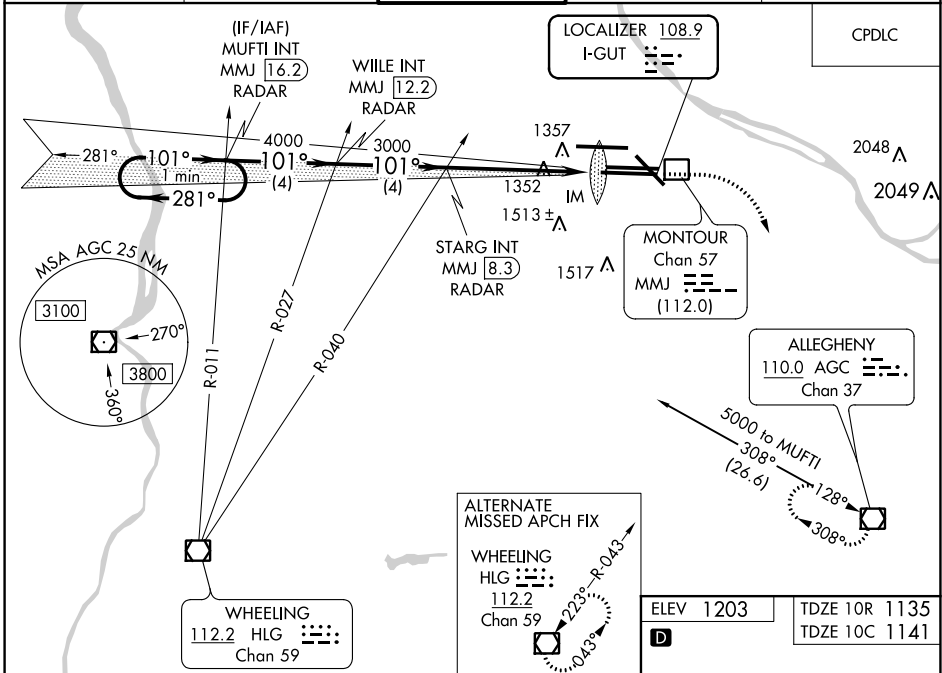 (IF/IAF)
MUFTI INT
MMJ 16.2
RADAR
WIILE INT
MMJ 12.2
RADAR
LOCALIZER 108.9
I-GUT
CPDLC
4000
3000
281°
101°
1 min
281°
101°
(4)
101°
(4)
1357
1352
IM
1513 ±
1517
2048
2049
STARG INT
MMJ 8.3
RADAR
MONTOUR
Chan 57
MMJ
(112.0)
MSA AGC 25 NM
3100
270°
3800
360°
R-011
R-027
R-040
ALLEGHENY
110.0 AGC
Chan 37
5000 to MUFTI
308°
(26.6)
128°
308°
WHEELING
112.2 HLG
Chan 59
ALTERNATE
MISSED APCH FIX
WHEELING
HLG
112.2
Chan 59
223°
R-043
043°
ELEV 1203
D
TDZE 10R 1135
TDZE 10C 1141